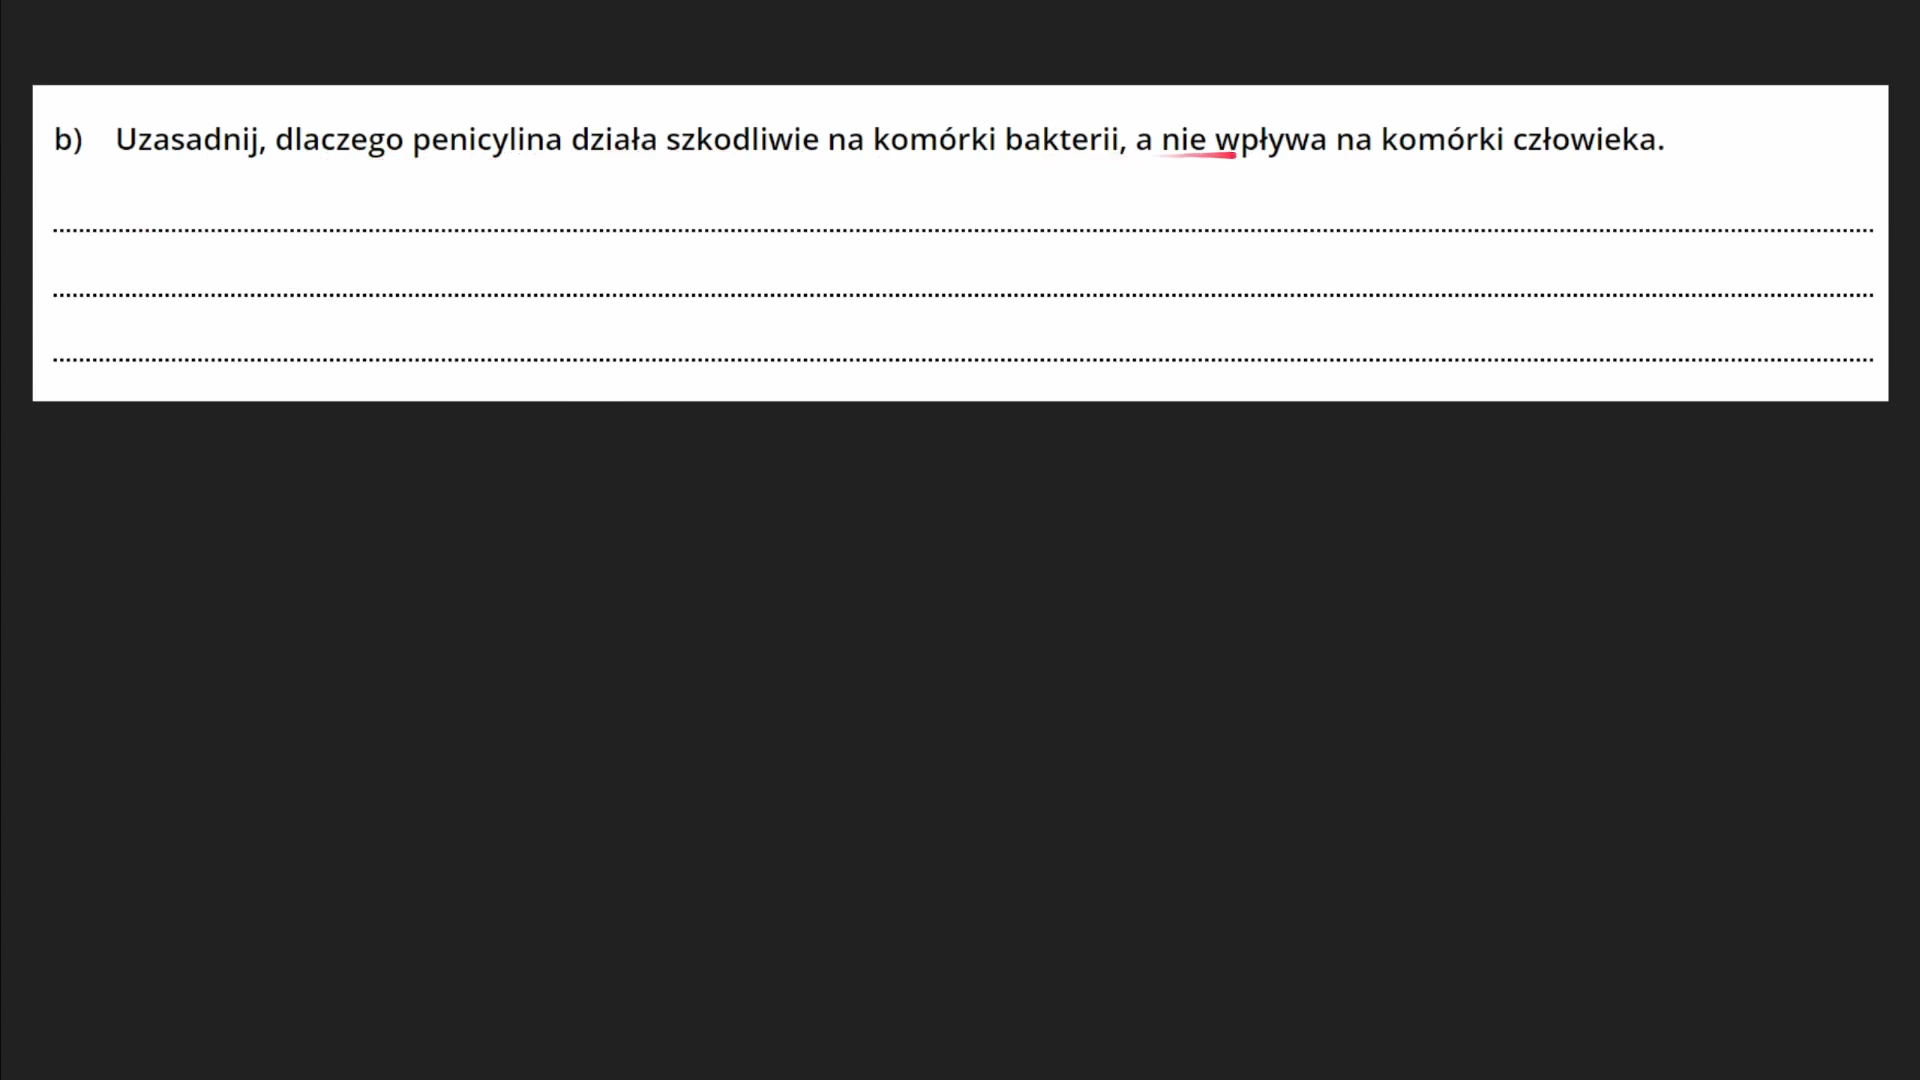 b) Uzasadnij, dlaczego penicylina działa szkodliwie na komórki bakterii, a nie wpływa na komórki człowieka.